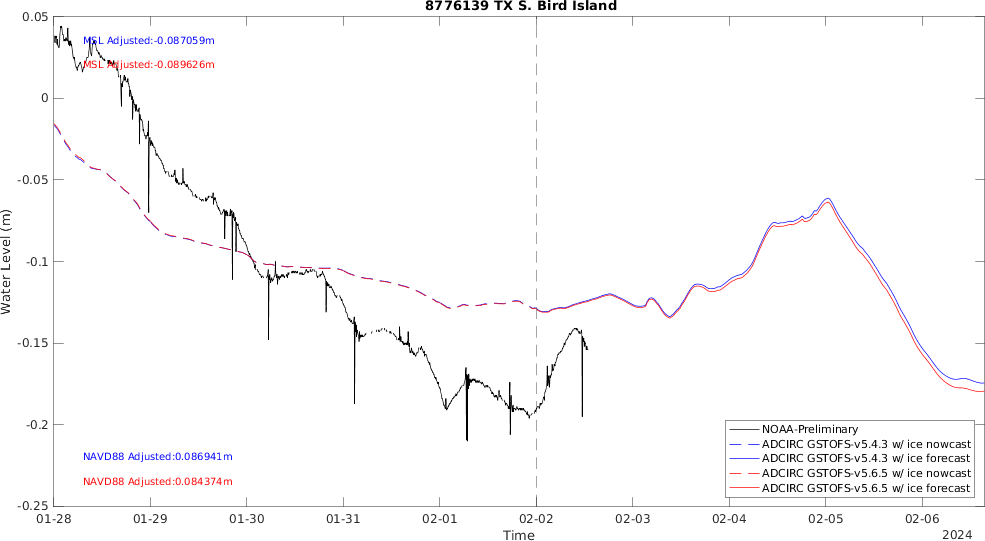 8776139 TX S. Bird Island
0.05
MSL Adjusted:-0.087059m
MSL Adjusted:-0.089626m
0
-0.05
-0.1
-0.15
-0.2
-0.25
Water Level (m)
NAVD88 Adjusted:0.086941m
NAVD88 Adjusted:0.084374m
NOAA-Preliminary
ADCIRC GSTOFS-v5.4.3 w/ ice nowcast
ADCIRC GSTOFS-v5.4.3 w/ ice forecast
ADCIRC GSTOFS-v5.6.5 w/ ice nowcast
ADCIRC GSTOFS-v5.6.5 w/ ice forecast
01-28 01-29 01-30 01-31 02-01 02-02 02-03 02-04 02-05 02-06
Time
2024